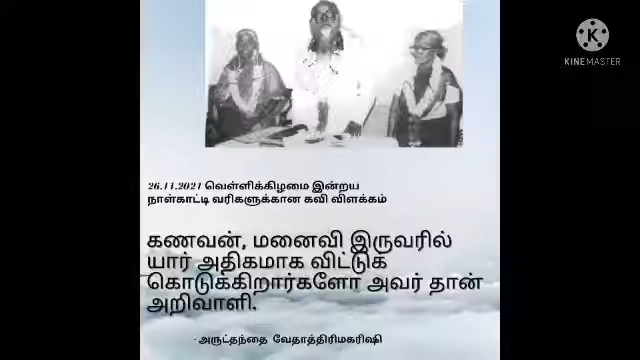 KINEMASTER
26.11.2021 வெள்ளிக்கிழமை இன்றய
நாள்காட்டி வரிகளுக்கான கவி விளக்கம்
கணவன், மனைவி இருவரில்
யார் அதிகமாக விட்டுக்
கொடுக்கிறார்களோ அவர் தான்
அறிவாளி.
- அருட்தந்தை வேதாத்திரிமகரிஷி